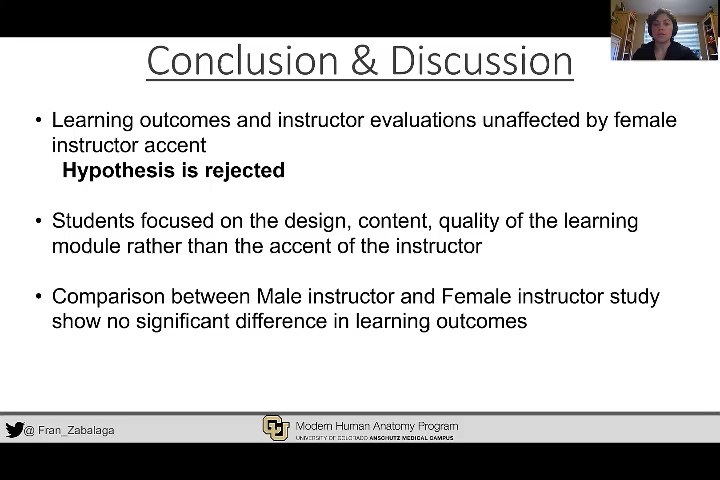 Conclusion & Discussion
• Learning outcomes and instructor evaluations unaffected by female
instructor accent
Hypothesis is rejected
• Students focused on the design, content, quality of the learning
module rather than the accent of the instructor
• Comparison between Male instructor and Female instructor study
show no significant difference in learning outcomes
@ Fran_Zabalaga
CU
Modern Human Anatomy Program
UNIVERSITY OF COLORADO ANSCHUTZ MEDICAL CAMPUS